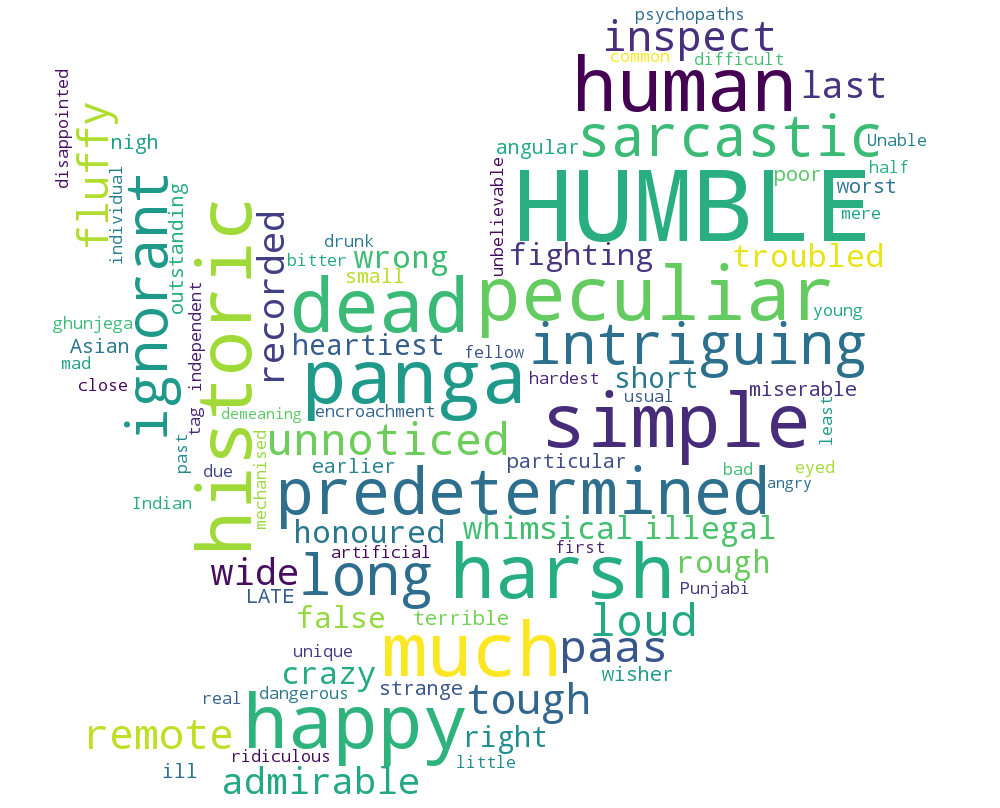 psychopaths
inspect
common
difficult
human
last
disappointed
fluffy
nigh
sarcastic
angular
Unable
half
poor
worst
mere
HUMBLE
individual
ignorant
outstanding
historic
recorded
unbelievable
drunk
bitter
wrong
small
fighting
troubled
dead
peculiar
young
ghunjega
Asian
mad
close
independent
tag
heartiest
fellow
intriguing
panga
hardest
short
usual
miserable
demeaning
encroachment
simple
least
unnoticed
past
due
mechanised
earlier
particular
bad
eyed
angry
Indian
predetermined
honoured
whimsical
illegal
artificial
first
wide
long
harsh
rough
Punjabi
LATE
false
terrible
loud
much
paas
unique
crazy
strange
wisher
real
dangerous
tough
happy
remote
right
ridiculous
little
ill
admirable